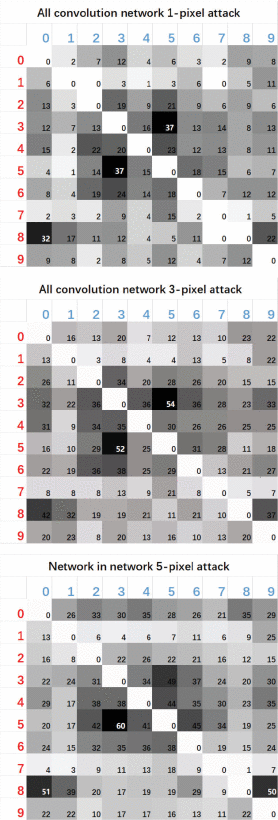 All convolution network 1-pixel attack
0 1 2 3 4 5 6 7 8 9
0 0 2 7 12 4 6 3 2 9 8
1 6 0 0 3 1 3 6 0 5 11
2 13 3 0 19 9 21 9 6 9 6
3 12 7 13 0 16 37 13 14 8 13
4 15 2 22 20 0 23 12 13 8 11
5 4 1 14 37 15 0 18 15 6 7
6 8 4 19 24 14 18 0 7 12 12
7 2 3 2 9 4 15 2 0 1 5
8 32 17 11 12 4 5 11 0 0 22
9 9 8 2 8 5 12 4 7 12 0
All convolution network 3-pixel attack
0 1 2 3 4 5 6 7 8 9
0 0 16 13 20 7 12 13 10 23 22
1 13 0 3 8 4 4 13 5 8 22
2 26 11 0 34 20 28 26 20 15 15
3 32 22 36 0 36 54 36 28 23 33
4 31 9 34 35 0 30 26 26 25 25
5 16 10 29 52 25 0 31 28 11 18
6 22 19 36 38 25 29 0 13 21 27
7 8 8 8 13 9 21 8 0 5 7
8 42 32 19 19 21 11 21 10 0 37
9 20 23 8 20 13 16 10 13 20 0
Network in network 5-pixel attack
0 1 2 3 4 5 6 7 8 9
0 0 26 33 30 35 28 26 21 35 29
1 13 0 6 4 6 7 11 9 9 25
2 16 8 0 22 26 22 21 16 12 15
3 22 24 31 0 34 49 37 24 20 30
4 29 17 38 38 0 44 35 30 23 35
5 20 17 42 60 41 0 45 34 19 25
6 24 15 32 35 36 38 0 19 15 24
7 4 3 9 11 13 18 9 0 1 7
8 51 39 20 17 18 19 29 9 0 50
9 22 22 10 17 17 16 13 11 22 0